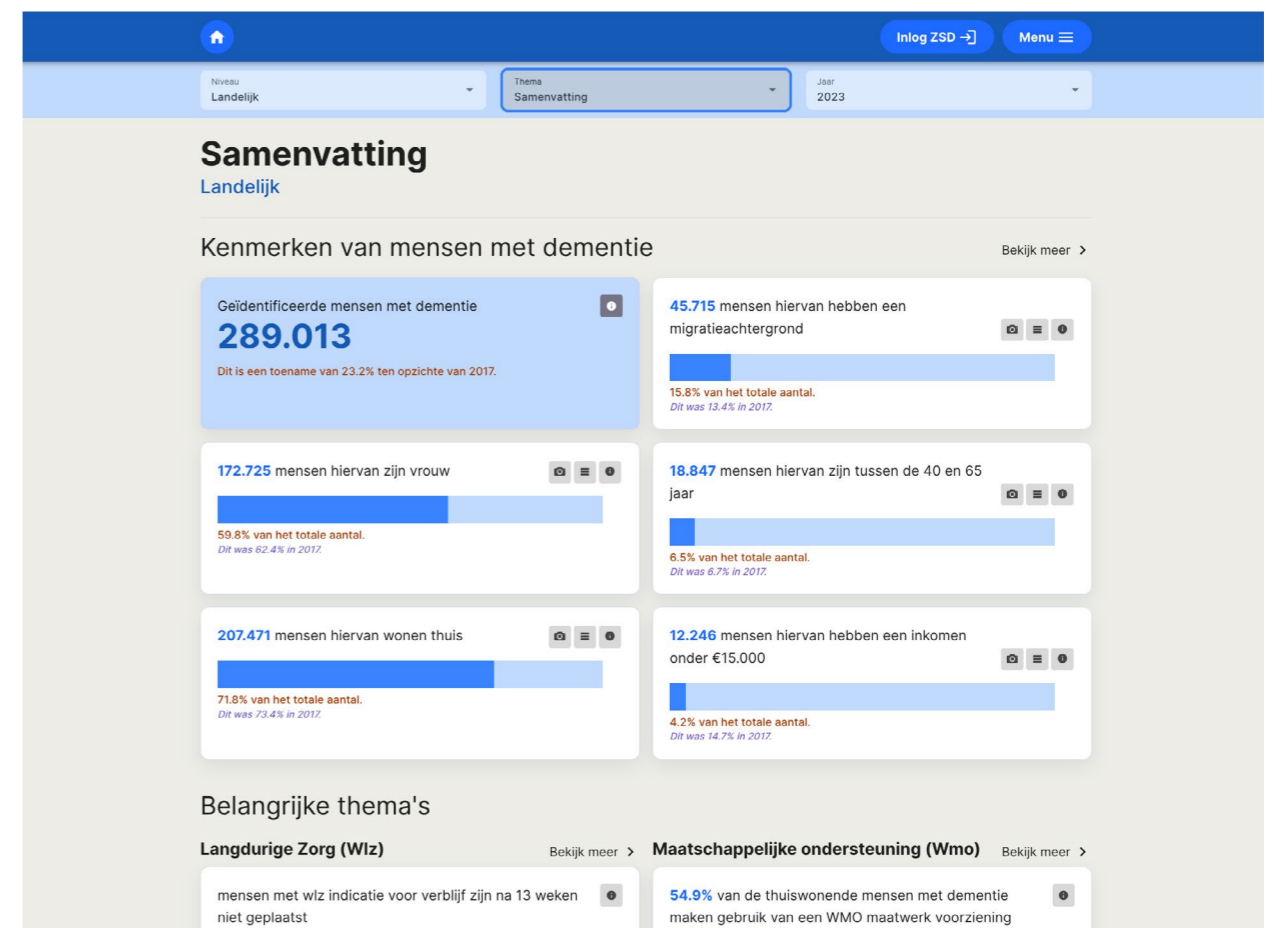 Inlog ZSD
Menu
Niveau
Landelijk
Thema
Samenvatting
Jaar
2023
Samenvatting
Landelijk
Kenmerken van mensen met dementie
Bekijk meer
Geïdentificeerde mensen met dementie
289.013
Dit is een toename van 23.2% ten opzichte van 2017.
45.715 mensen hiervan hebben een
migratieachtergrond
15.8% van het totale aantal.
Dit was 13.4% in 2017.
172.725 mensen hiervan zijn vrouw
59.8% van het totale aantal.
Dit was 62.4% in 2017.
18.847 mensen hiervan zijn tussen de 40 en 65
jaar
6.5% van het totale aantal.
Dit was 6.7% in 2017.
207.471 mensen hiervan wonen thuis
71.8% van het totale aantal.
Dit was 73.4% in 2017.
12.246 mensen hiervan hebben een inkomen
onder €15.000
4.2% van het totale aantal.
Dit was 14.7% in 2017.
Belangrijke thema's
Langdurige Zorg (Wlz)
Bekijk meer
mensen met wlz indicatie voor verblijf zijn na 13 weken
niet geplaatst
Maatschappelijke ondersteuning (Wmo)
Bekijk meer
54.9% van de thuiswonende mensen met dementie
maken gebruik van een WMO maatwerk voorziening